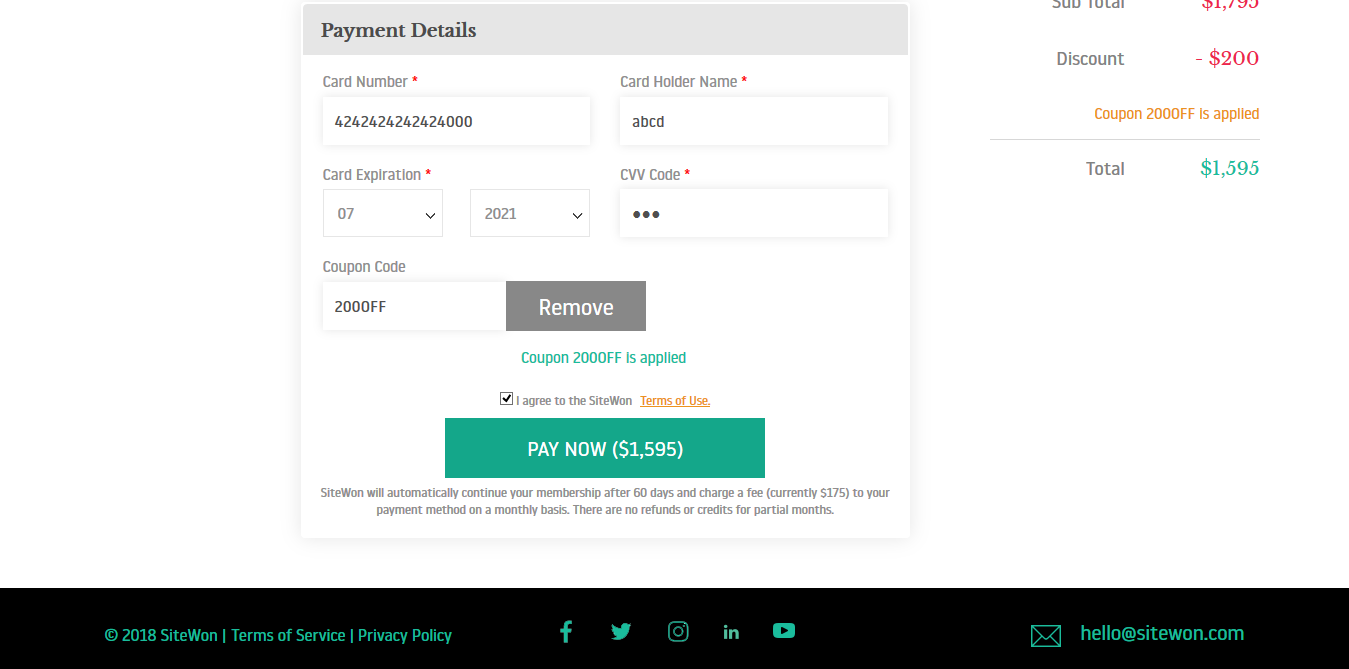 Sub Total $1,795
Payment Details
Discount - $200
Card Number * Card Holder Name *
Coupon 200OFF is applied
4242424242424000 abcd
Total $1,595
Card Expiration * CVV Code *
07 2021 •••
Coupon Code
200OFF Remove
Coupon 200OFF is applied
I agree to the SiteWon Terms of Use.
PAY NOW ($1,595)
SiteWon will automatically continue your membership after 60 days and charge a fee (currently $175) to your
payment method on a monthly basis. There are no refunds or credits for partial months.
© 2018 SiteWon | Terms of Service | Privacy Policy hello@sitewon.com